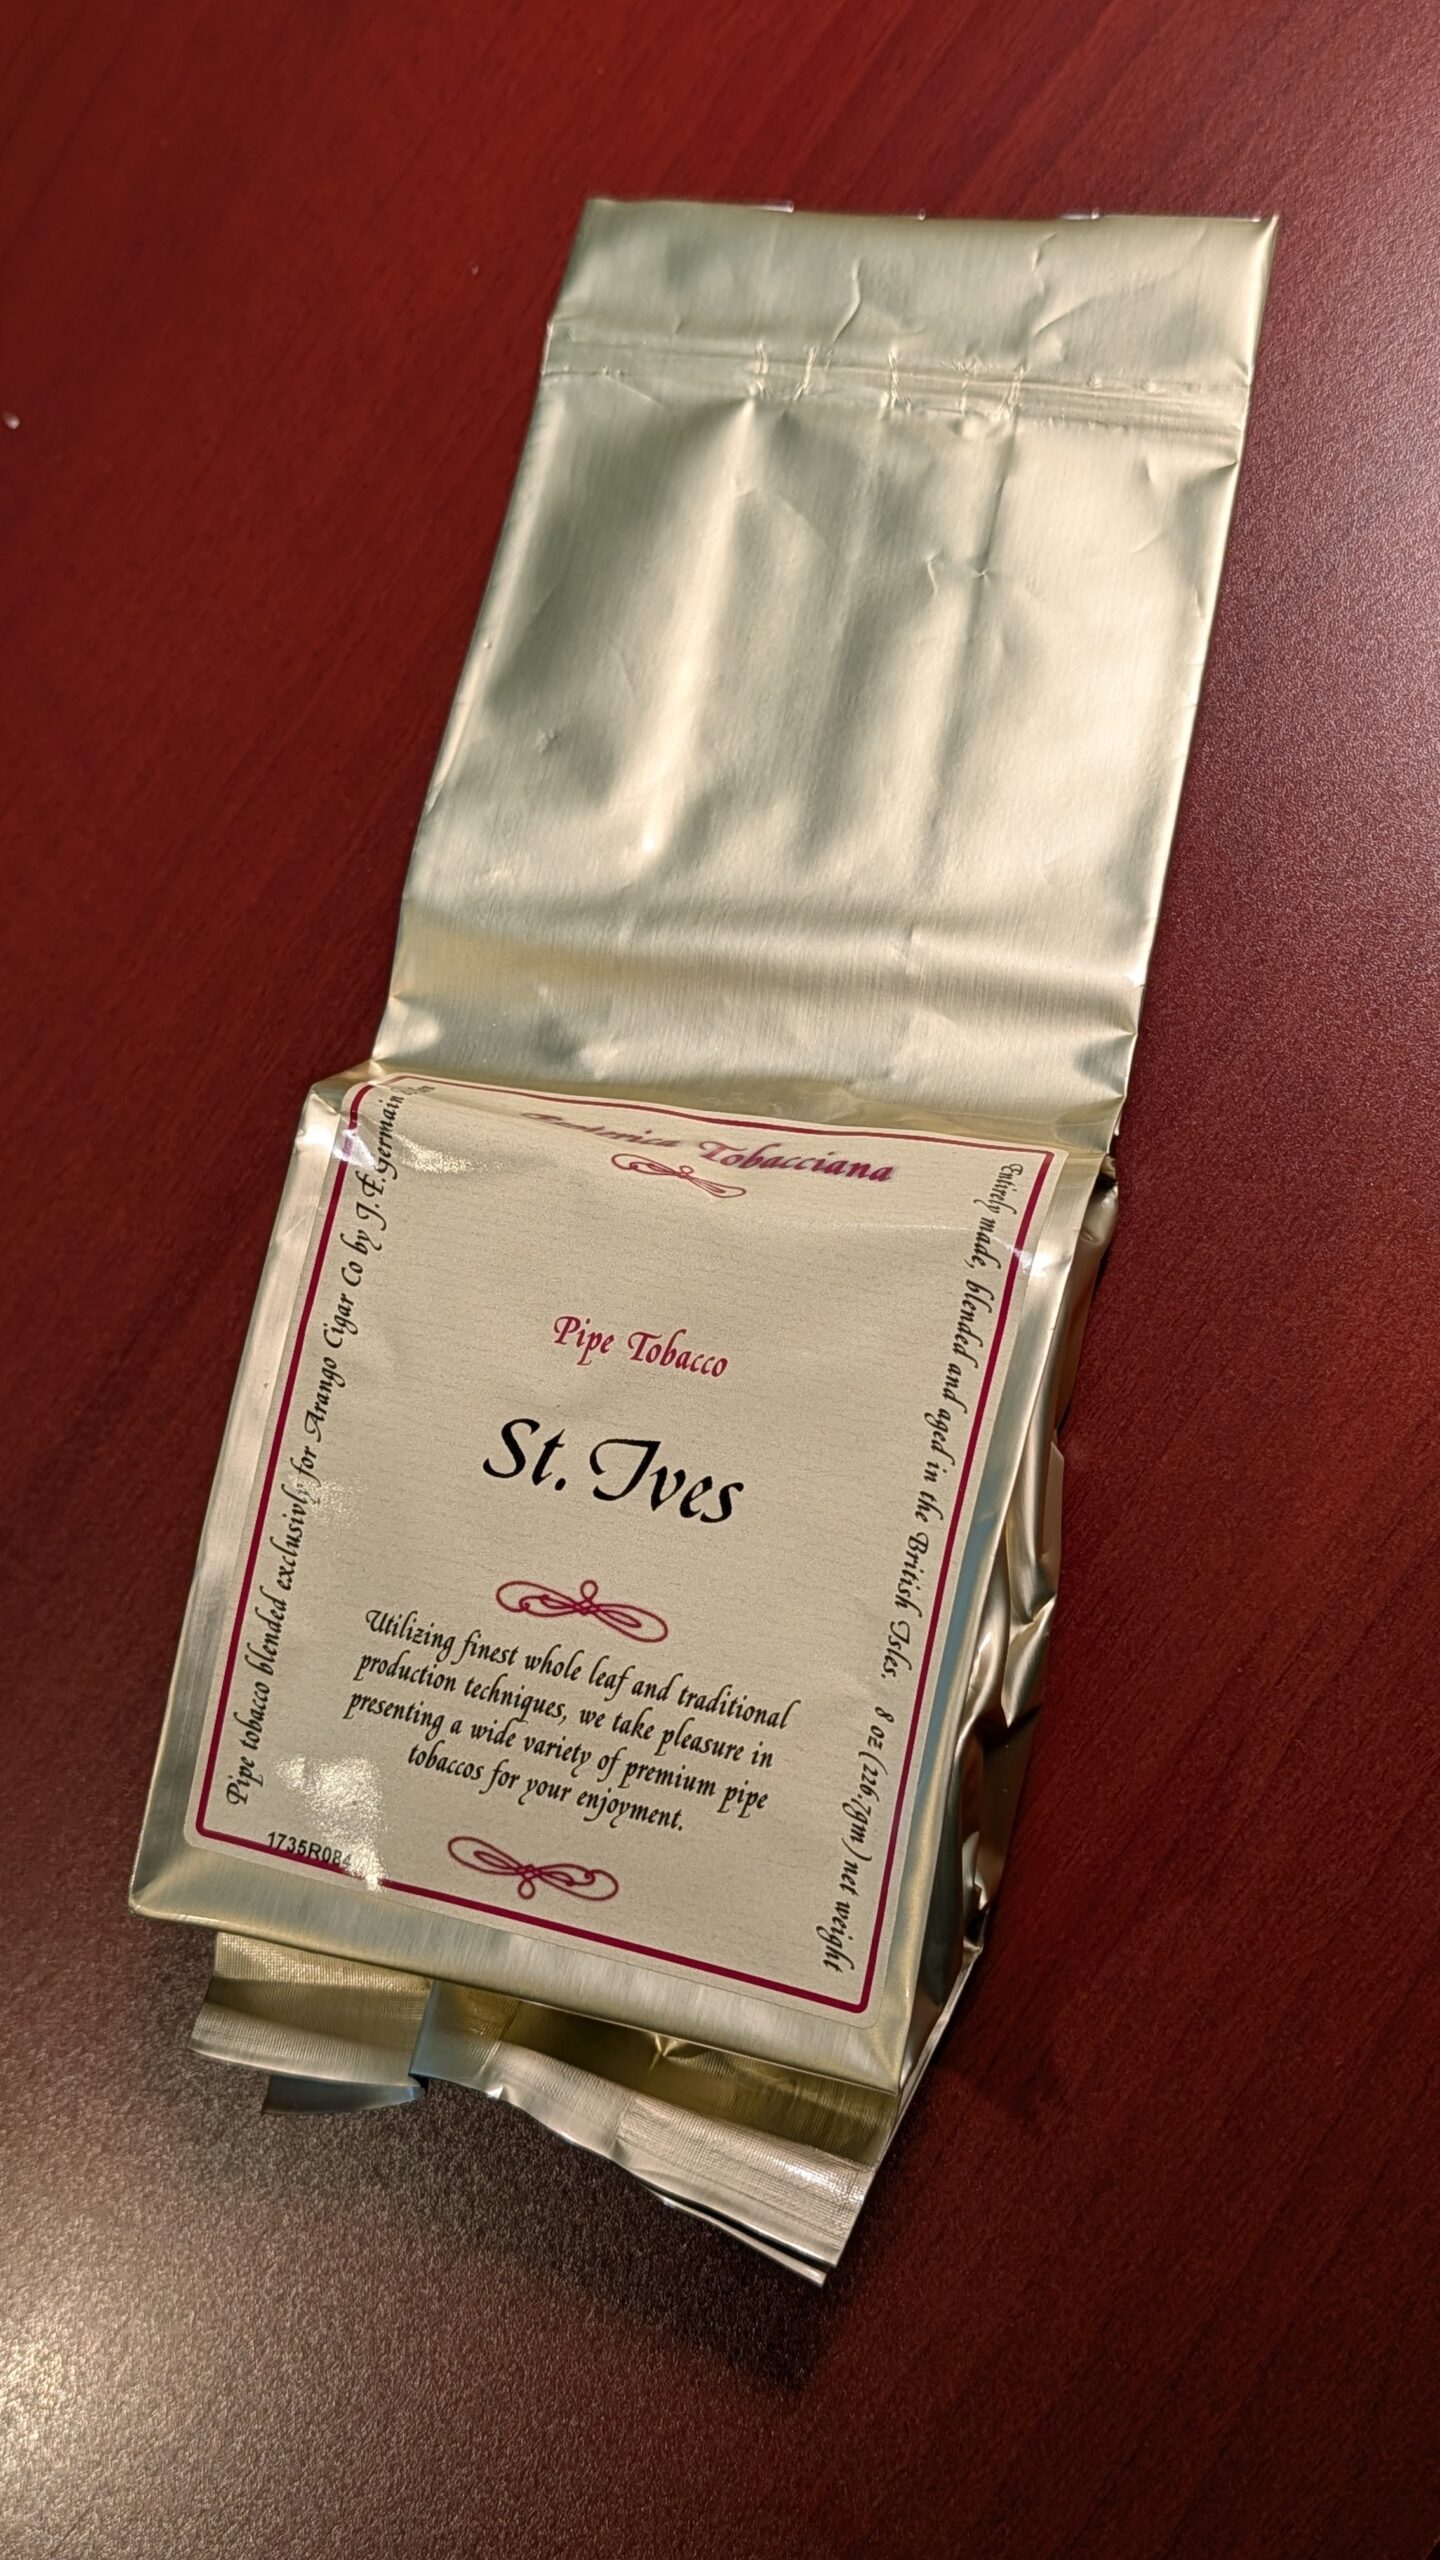 Esoterica Tobacciana
Pipe Tobacco
St. Ives
Utilizing finest whole leaf and traditional
production techniques, we take pleasure in
presenting a wide variety of premium pipe
tobaccos for your enjoyment.
Pipe tobacco blended exclusivly for Arango Cigar Co by J.F.Germain
Entirely made, blended and aged in the British Isles. 8 oz (226.7gm) net weight
1735R084